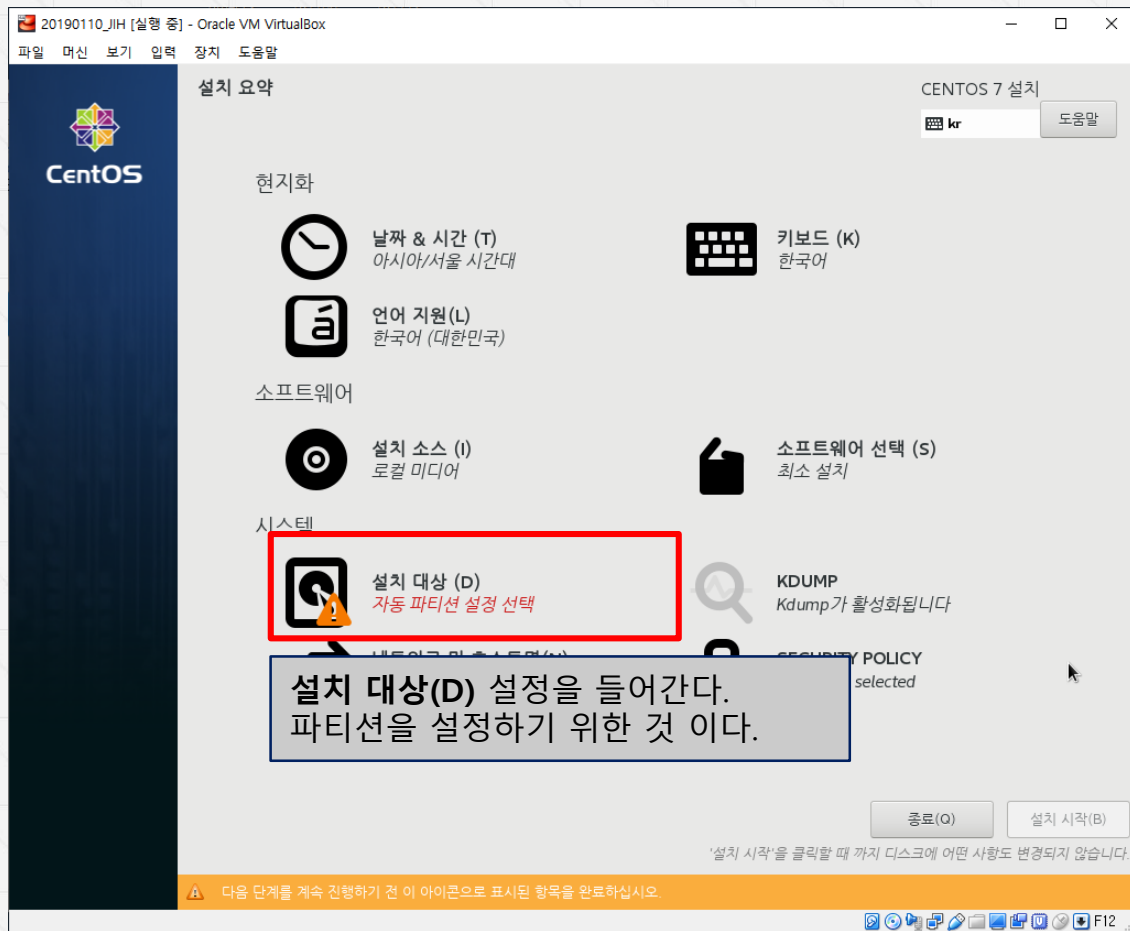 20190110_JIH [실행 중] - Oracle VM VirtualBox
파일 머신 보기 입력 장치 도움말
설치 요약
CENTOS 7 설치
kr
도움말
CentOS
현지화
날짜 & 시간 (T)
아시아/서울 시간대
키보드 (K)
한국어
언어 지원(L)
한국어 (대한민국)
소프트웨어
설치 소스 (I)
로컬 미디어
소프트웨어 선택 (S)
최소 설치
시스템
설치 대상 (D)
자동 파티션 설정 선택
KDUMP
Kdump가 활성화됩니다
POLICY
selected
설치 대상(D) 설정을 들어간다.
파티션을 설정하기 위한 것 이다.
종료(Q)
설치 시작(B)
'설치 시작'을 클릭할 때 까지 디스크에 어떤 사항도 변경되지 않습니다.
다음 단계를 계속 진행하기 전 이 아이콘으로 표시된 항목을 완료하십시오.
F12